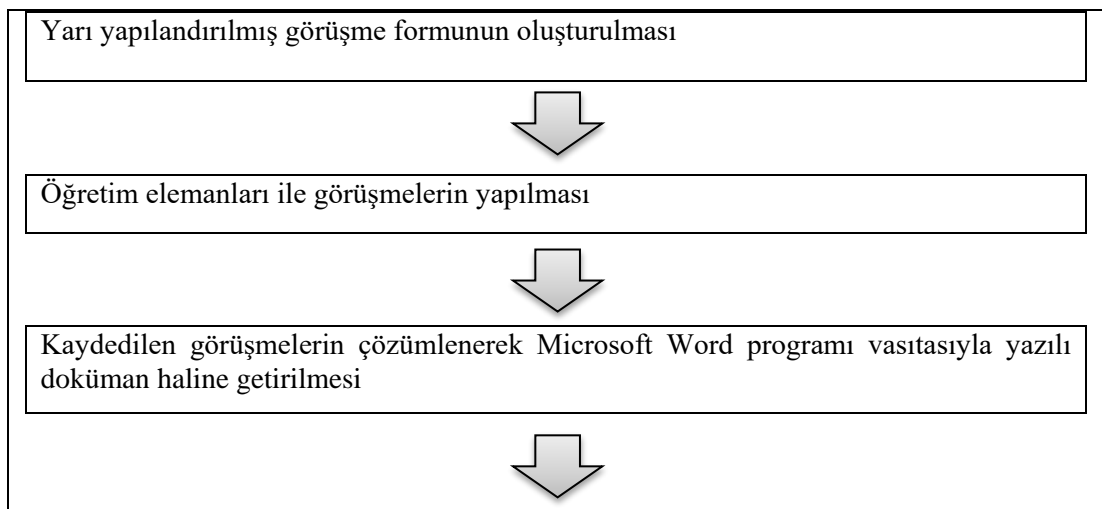 Yarı yapılandırılmış görüşme formunun oluşturulması
Öğretim elemanları ile görüşmelerin yapılması
Kaydedilen görüşmelerin çözümlenerek Microsoft Word programı vasıtasıyla yazılı
doküman haline getirilmesi